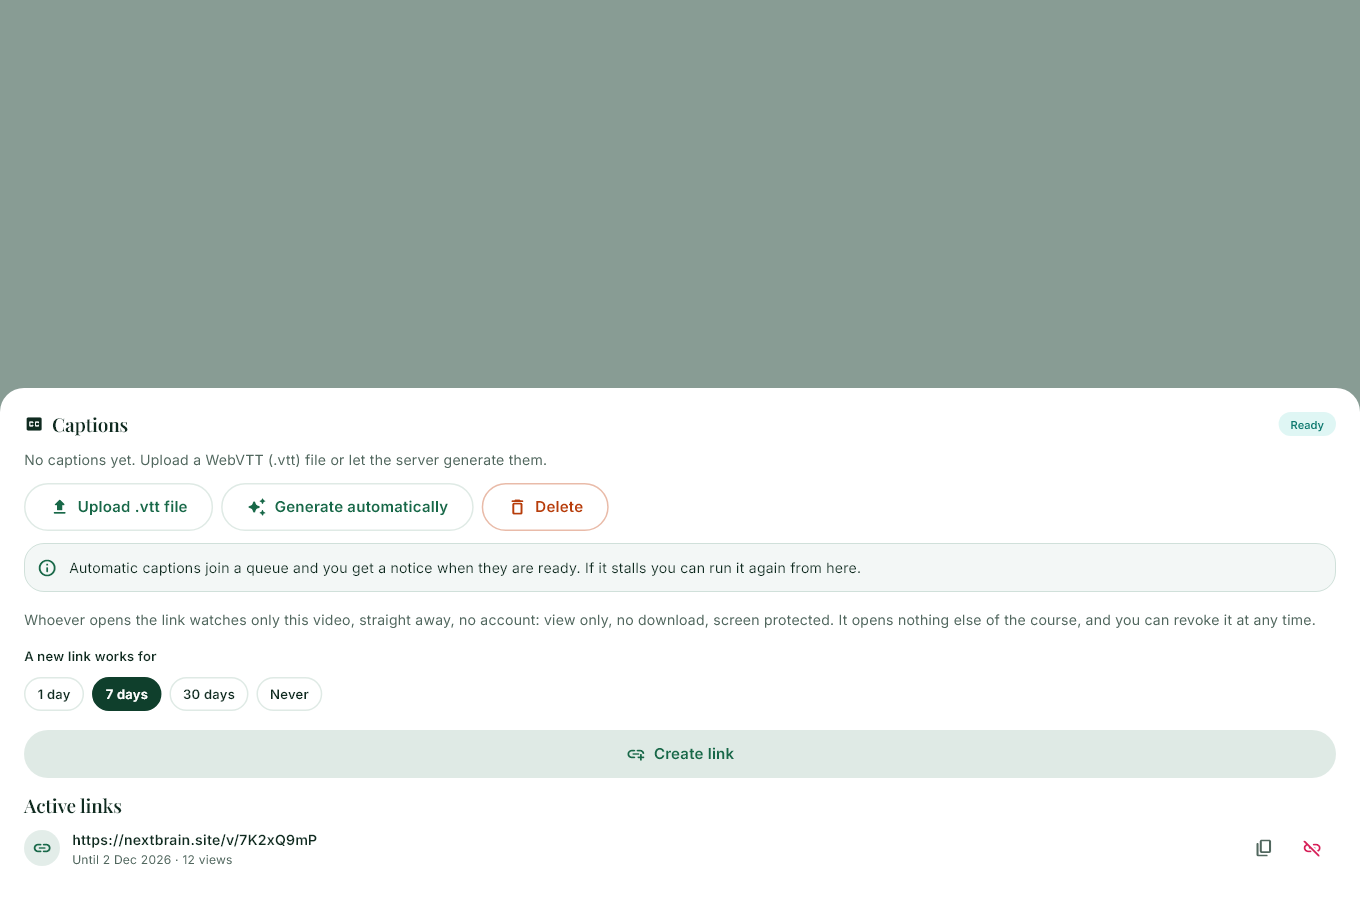 Captions
Ready
No captions yet. Upload a WebVTT (.vtt) file or let the server generate them.
Upload .vtt file
Generate automatically
Delete
Automatic captions join a queue and you get a notice when they are ready. If it stalls you can run it again from here.
Whoever opens the link watches only this video, straight away, no account: view only, no download, screen protected. It opens nothing else of the course, and you can revoke it at any time.
A new link works for
1 day
7 days
30 days
Never
Create link
Active links
https://nextbrain.site/v/7K2xQ9mP
Until 2 Dec 2026 · 12 views